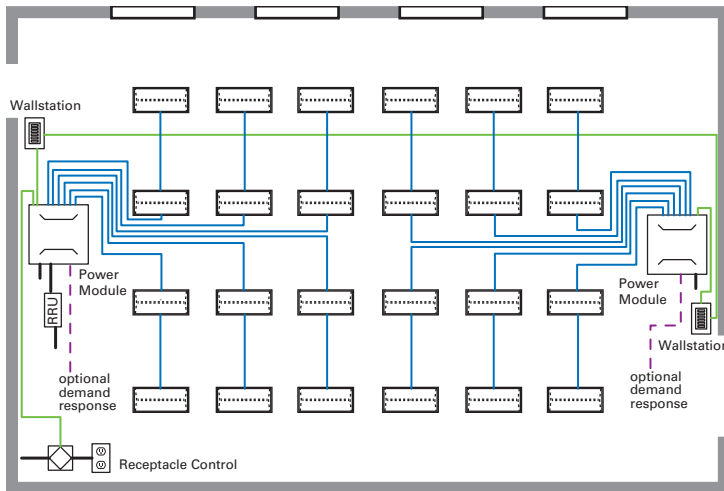 Wallstation
Power
Module
RRU
optional
demand
response
Receptacle Control
Power
Module
Wallstation
optional
demand
response